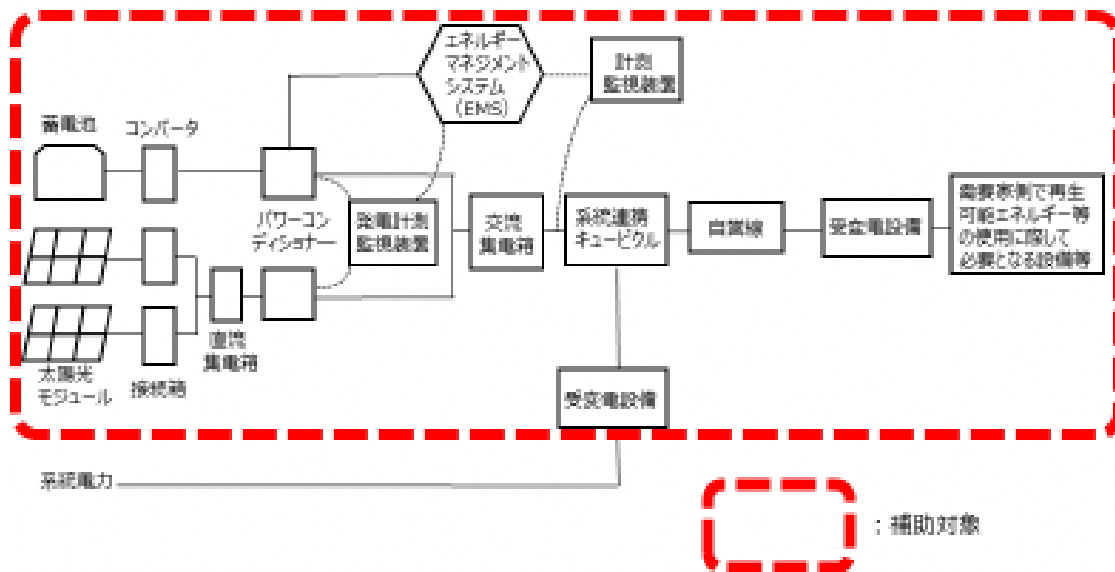 エネルギー
マネジメント
システム
(EMS)
計測
監視装置
蓄電池
コンバータ
パワーコン
ディショナー
発電計測
監視装置
交流
集電箱
系統連携
キュービクル
自営線
受変電設備
需要家側で再生
可能エネルギー等
の使用に際して
必要となる設備等
直流
集電箱
太陽光
モジュール
接続箱
受変電設備
系統電力
：補助対象